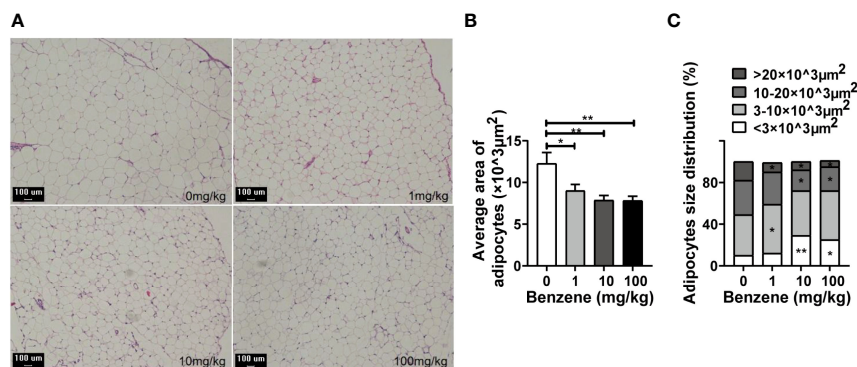 A
100 um
0mg/kg
100 um
1mg/kg
100 um
10mg/kg
100 um
100mg/kg
B
Average area of
adipocytes (×10^3μm²)
15
10
5
0
**
**
*
0 1 10 100
Benzene (mg/kg)
C
>20×10^3μm²
10-20×10^3μm²
3-10×10^3μm²
<3×10^3μm²
Adipocytes size distribution (%)
80
40
0
* * *
* *
*
** *
0 1 10 100
Benzene (mg/kg)